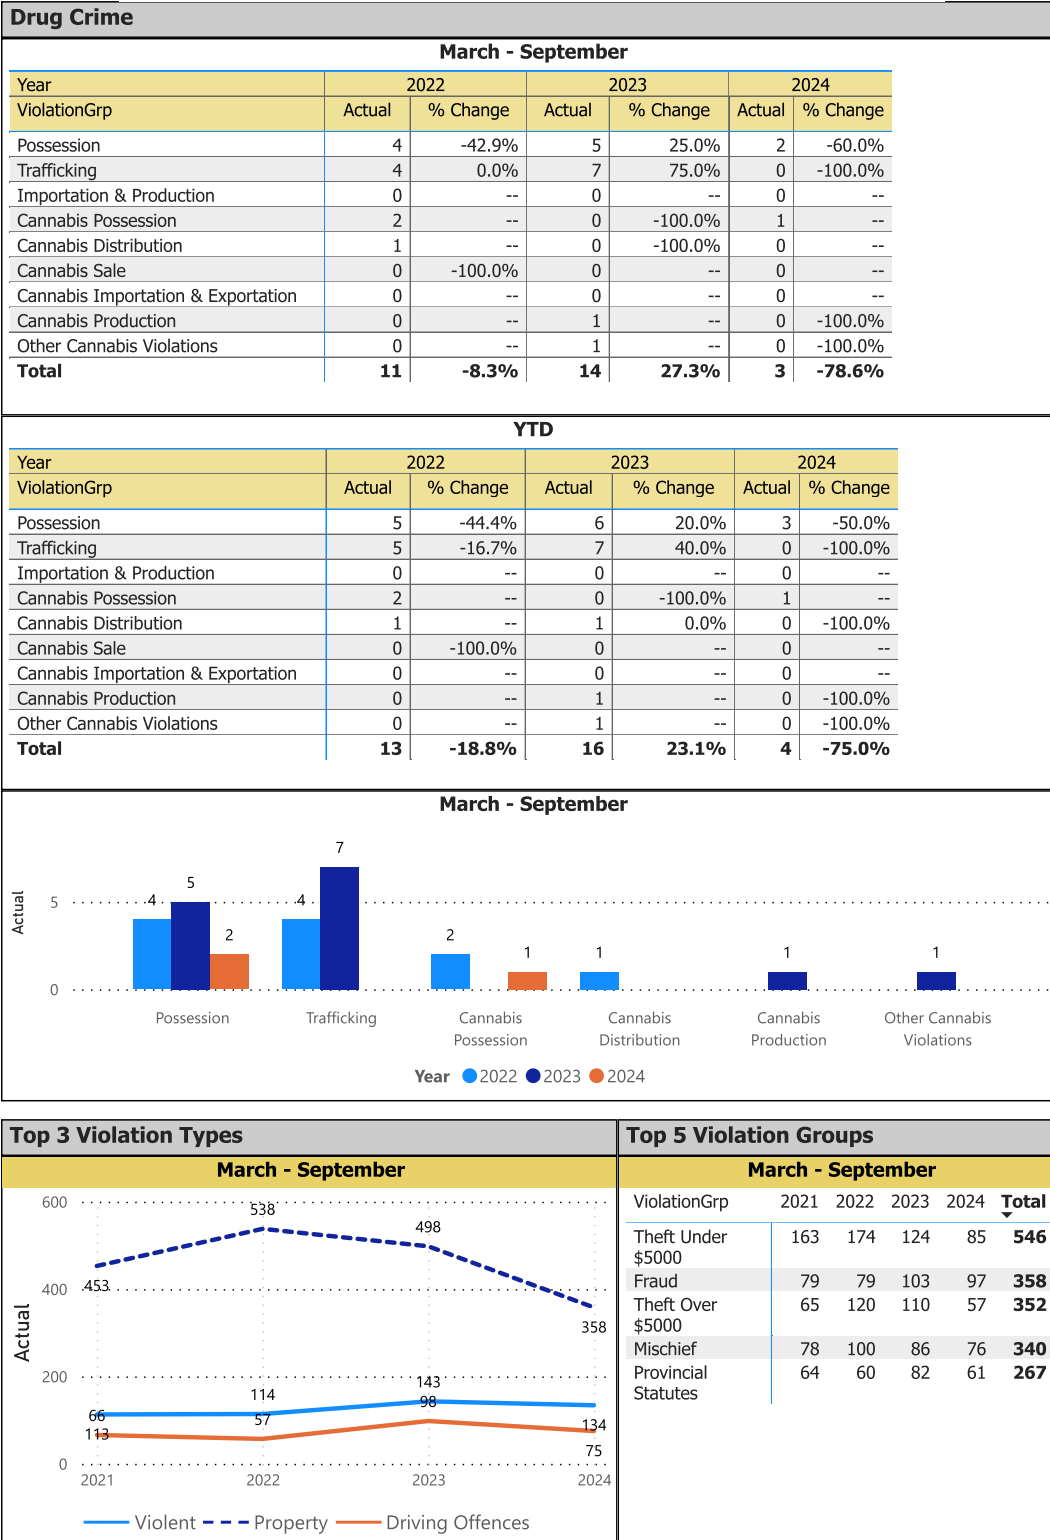 Drug Crime
March - September
Year 2022 2023 2024
ViolationGrp Actual % Change Actual % Change Actual % Change
Possession 4 -42.9% 5 25.0% 2 -60.0%
Trafficking 4 0.0% 7 75.0% 0 -100.0%
Importation & Production 0 -- 0 -- 0 --
Cannabis Possession 2 -- 0 -100.0% 1 --
Cannabis Distribution 1 -- 0 -100.0% 0 --
Cannabis Sale 0 -100.0% 0 -- 0 --
Cannabis Importation & Exportation 0 -- 0 -- 0 --
Cannabis Production 0 -- 1 -- 0 -100.0%
Other Cannabis Violations 0 -- 1 -- 0 -100.0%
Total 11 -8.3% 14 27.3% 3 -78.6%
YTD
Year 2022 2023 2024
ViolationGrp Actual % Change Actual % Change Actual % Change
Possession 5 -44.4% 6 20.0% 3 -50.0%
Trafficking 5 -16.7% 7 40.0% 0 -100.0%
Importation & Production 0 -- 0 -- 0 --
Cannabis Possession 2 -- 0 -100.0% 1 --
Cannabis Distribution 1 -- 1 0.0% 0 -100.0%
Cannabis Sale 0 -100.0% 0 -- 0 --
Cannabis Importation & Exportation 0 -- 0 -- 0 --
Cannabis Production 0 -- 1 -- 0 -100.0%
Other Cannabis Violations 0 -- 1 -- 0 -100.0%
Total 13 -18.8% 16 23.1% 4 -75.0%
March - September
Actual
5
0
4 5 2
4 7
2 1
1
1
1
Possession
Trafficking
Cannabis
Possession
Cannabis
Distribution
Cannabis
Production
Other Cannabis
Violations
Year 2022 2023 2024
Top 3 Violation Types
March - September
Actual
600
400
200
0
453 538 498 358
66 114 143 134
113 57 98 75
2021 2022 2023 2024
Violent Property Driving Offences
Top 5 Violation Groups
March - September
ViolationGrp 2021 2022 2023 2024 Total
Theft Under 163 174 124 85 546
$5000
Fraud 79 79 103 97 358
Theft Over 65 120 110 57 352
$5000
Mischief 78 100 86 76 340
Provincial 64 60 82 61 267
Statutes